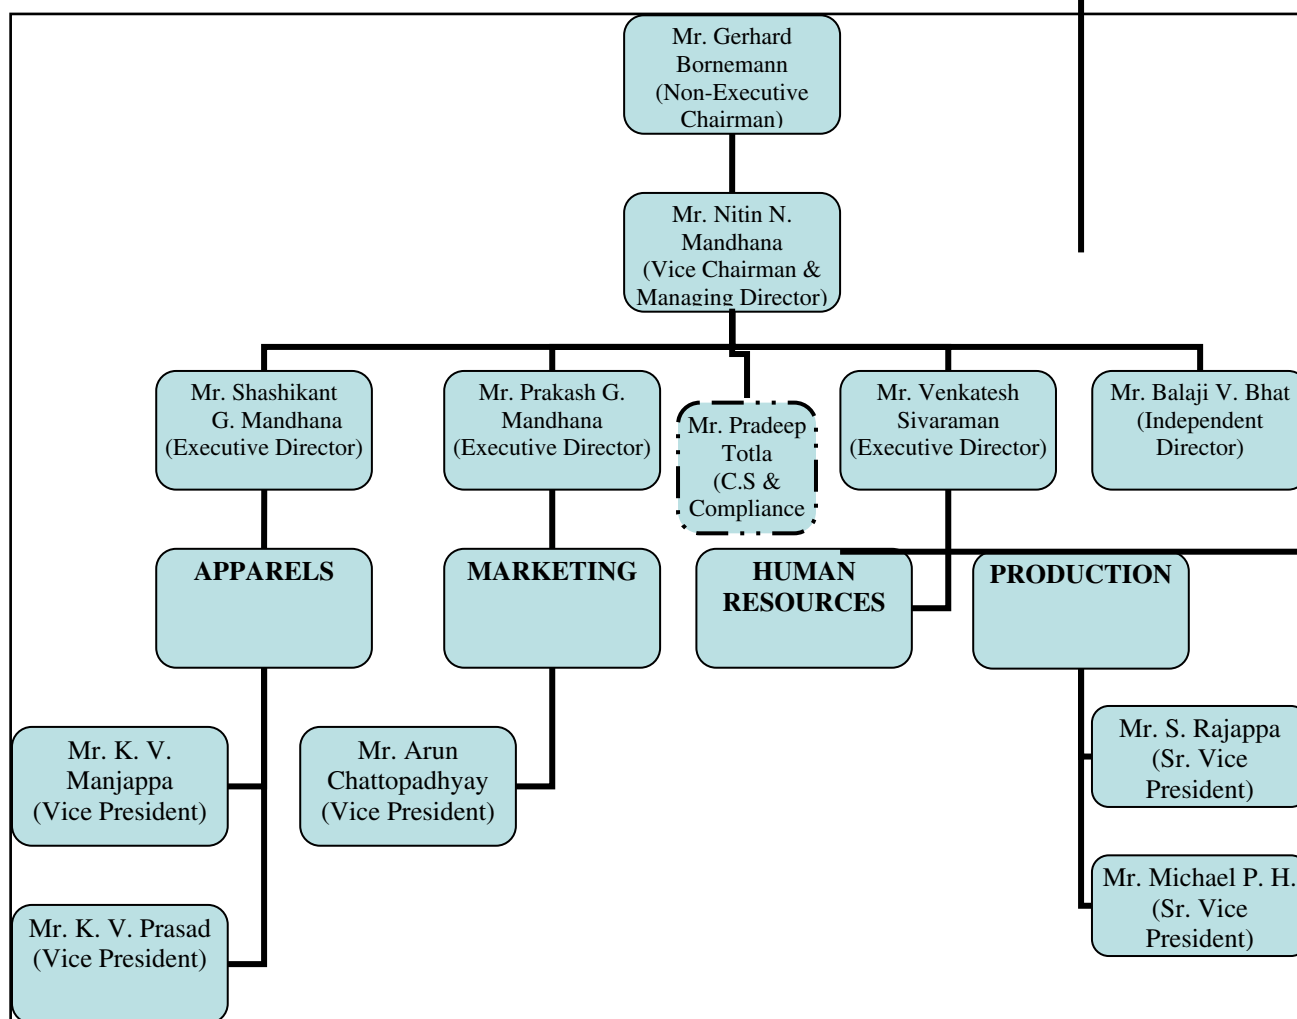 Mr. Gerhard
Bornemann
(Non-Executive
Chairman)
Mr. Nitin N.
Mandhana
(Vice Chairman &
Managing Director)
Mr. Shashikant
G. Mandhana
(Executive Director)
Mr. Prakash G.
Mandhana
(Executive Director)
Mr. Pradeep
Totla
(C.S &
Compliance
Mr. Venkatesh
Sivaraman
(Executive Director)
Mr. Balaji V. Bhat
(Independent
Director)
APPARELS
MARKETING
HUMAN
RESOURCES
PRODUCTION
Mr. K. V.
Manjappa
(Vice President)
Mr. Arun
Chattopadhyay
(Vice President)
Mr. S. Rajappa
(Sr. Vice
President)
Mr. K. V. Prasad
(Vice President)
Mr. Michael P. H.
(Sr. Vice
President)